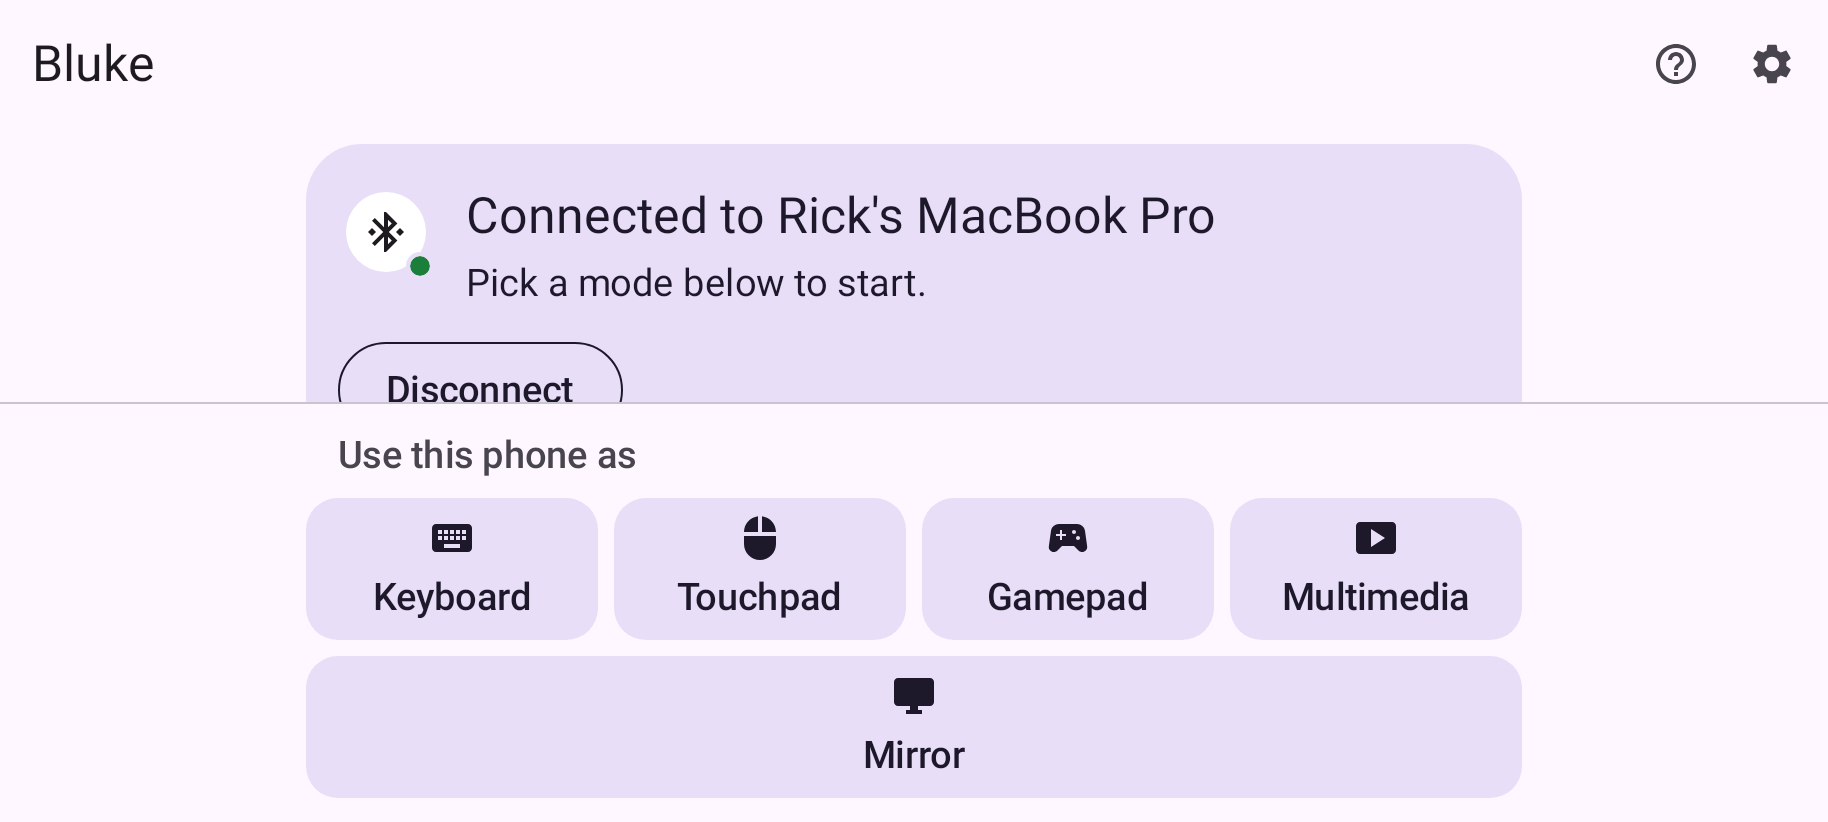 Bluke
Connected to Rick's MacBook Pro
Pick a mode below to start.
Disconnect
Use this phone as
Keyboard
Touchpad
Gamepad
Multimedia
Mirror